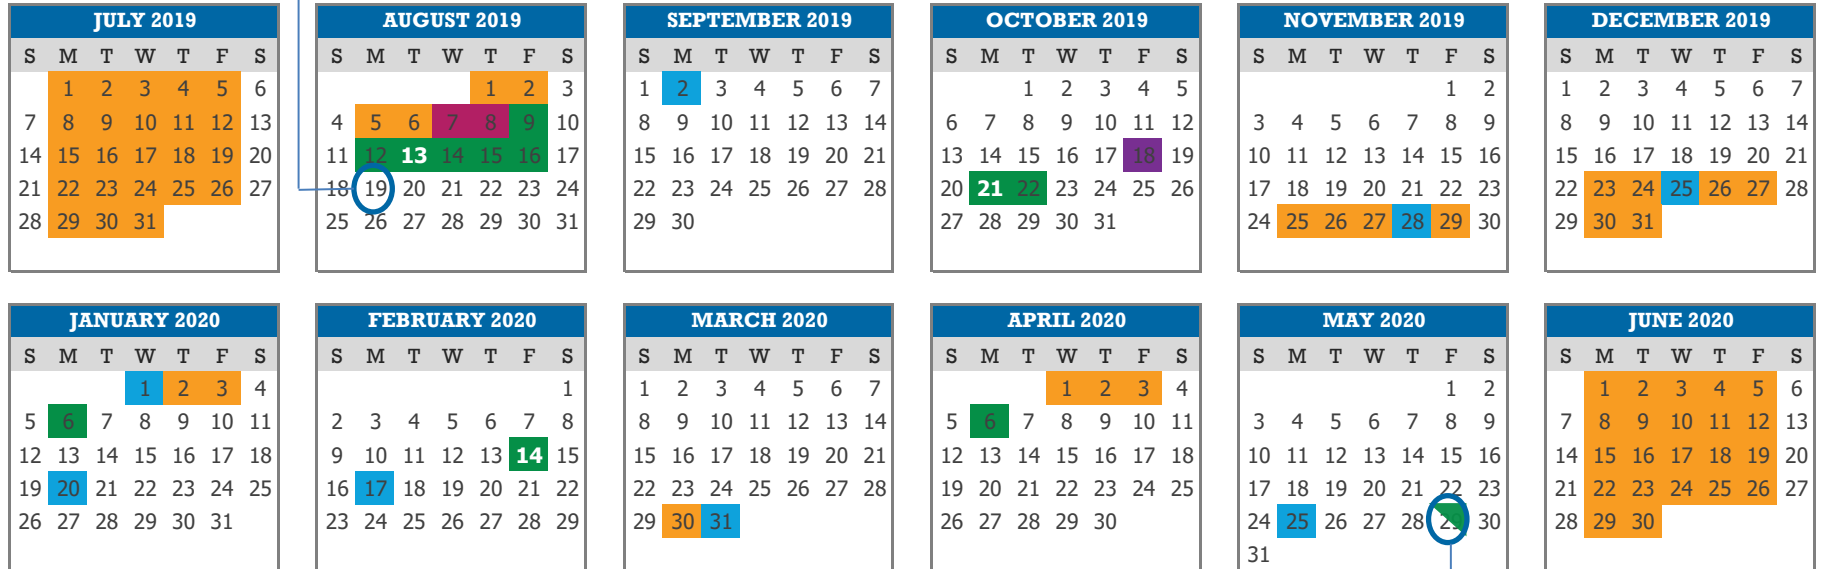 JULY 2019
S M T W T F S
1 2 3 4 5 6
7 8 9 10 11 12 13
14 15 16 17 18 19 20
21 22 23 24 25 26 27
28 29 30 31
AUGUST 2019
S M T W T F S
1 2 3
4 5 6 7 8 9 10
11 12 13 14 15 16 17
18 19 20 21 22 23 24
25 26 27 28 29 30 31
SEPTEMBER 2019
S M T W T F S
1 2 3 4 5 6 7
8 9 10 11 12 13 14
15 16 17 18 19 20 21
22 23 24 25 26 27 28
29 30
OCTOBER 2019
S M T W T F S
1 2 3 4 5
6 7 8 9 10 11 12
13 14 15 16 17 18 19
20 21 22 23 24 25 26
27 28 29 30 31
NOVEMBER 2019
S M T W T F S
1 2
3 4 5 6 7 8 9
10 11 12 13 14 15 16
17 18 19 20 21 22 23
24 25 26 27 28 29 30
DECEMBER 2019
S M T W T F S
1 2 3 4 5 6 7
8 9 10 11 12 13 14
15 16 17 18 19 20 21
22 23 24 25 26 27 28
29 30 31
JANUARY 2020
S M T W T F S
1 2 3 4
5 6 7 8 9 10 11
12 13 14 15 16 17 18
19 20 21 22 23 24 25
26 27 28 29 30 31
FEBRUARY 2020
S M T W T F S
1
2 3 4 5 6 7 8
9 10 11 12 13 14 15
16 17 18 19 20 21 22
23 24 25 26 27 28 29
MARCH 2020
S M T W T F S
1 2 3 4 5 6 7
8 9 10 11 12 13 14
15 16 17 18 19 20 21
22 23 24 25 26 27 28
29 30 31
APRIL 2020
S M T W T F S
1 2 3 4
5 6 7 8 9 10 11
12 13 14 15 16 17 18
19 20 21 22 23 24 25
26 27 28 29 30
MAY 2020
S M T W T F S
1 2
3 4 5 6 7 8 9
10 11 12 13 14 15 16
17 18 19 20 21 22 23
24 25 26 27 28 29 30
31
JUNE 2020
S M T W T F S
1 2 3 4 5 6
7 8 9 10 11 12 13
14 15 16 17 18 19 20
21 22 23 24 25 26 27
28 29 30